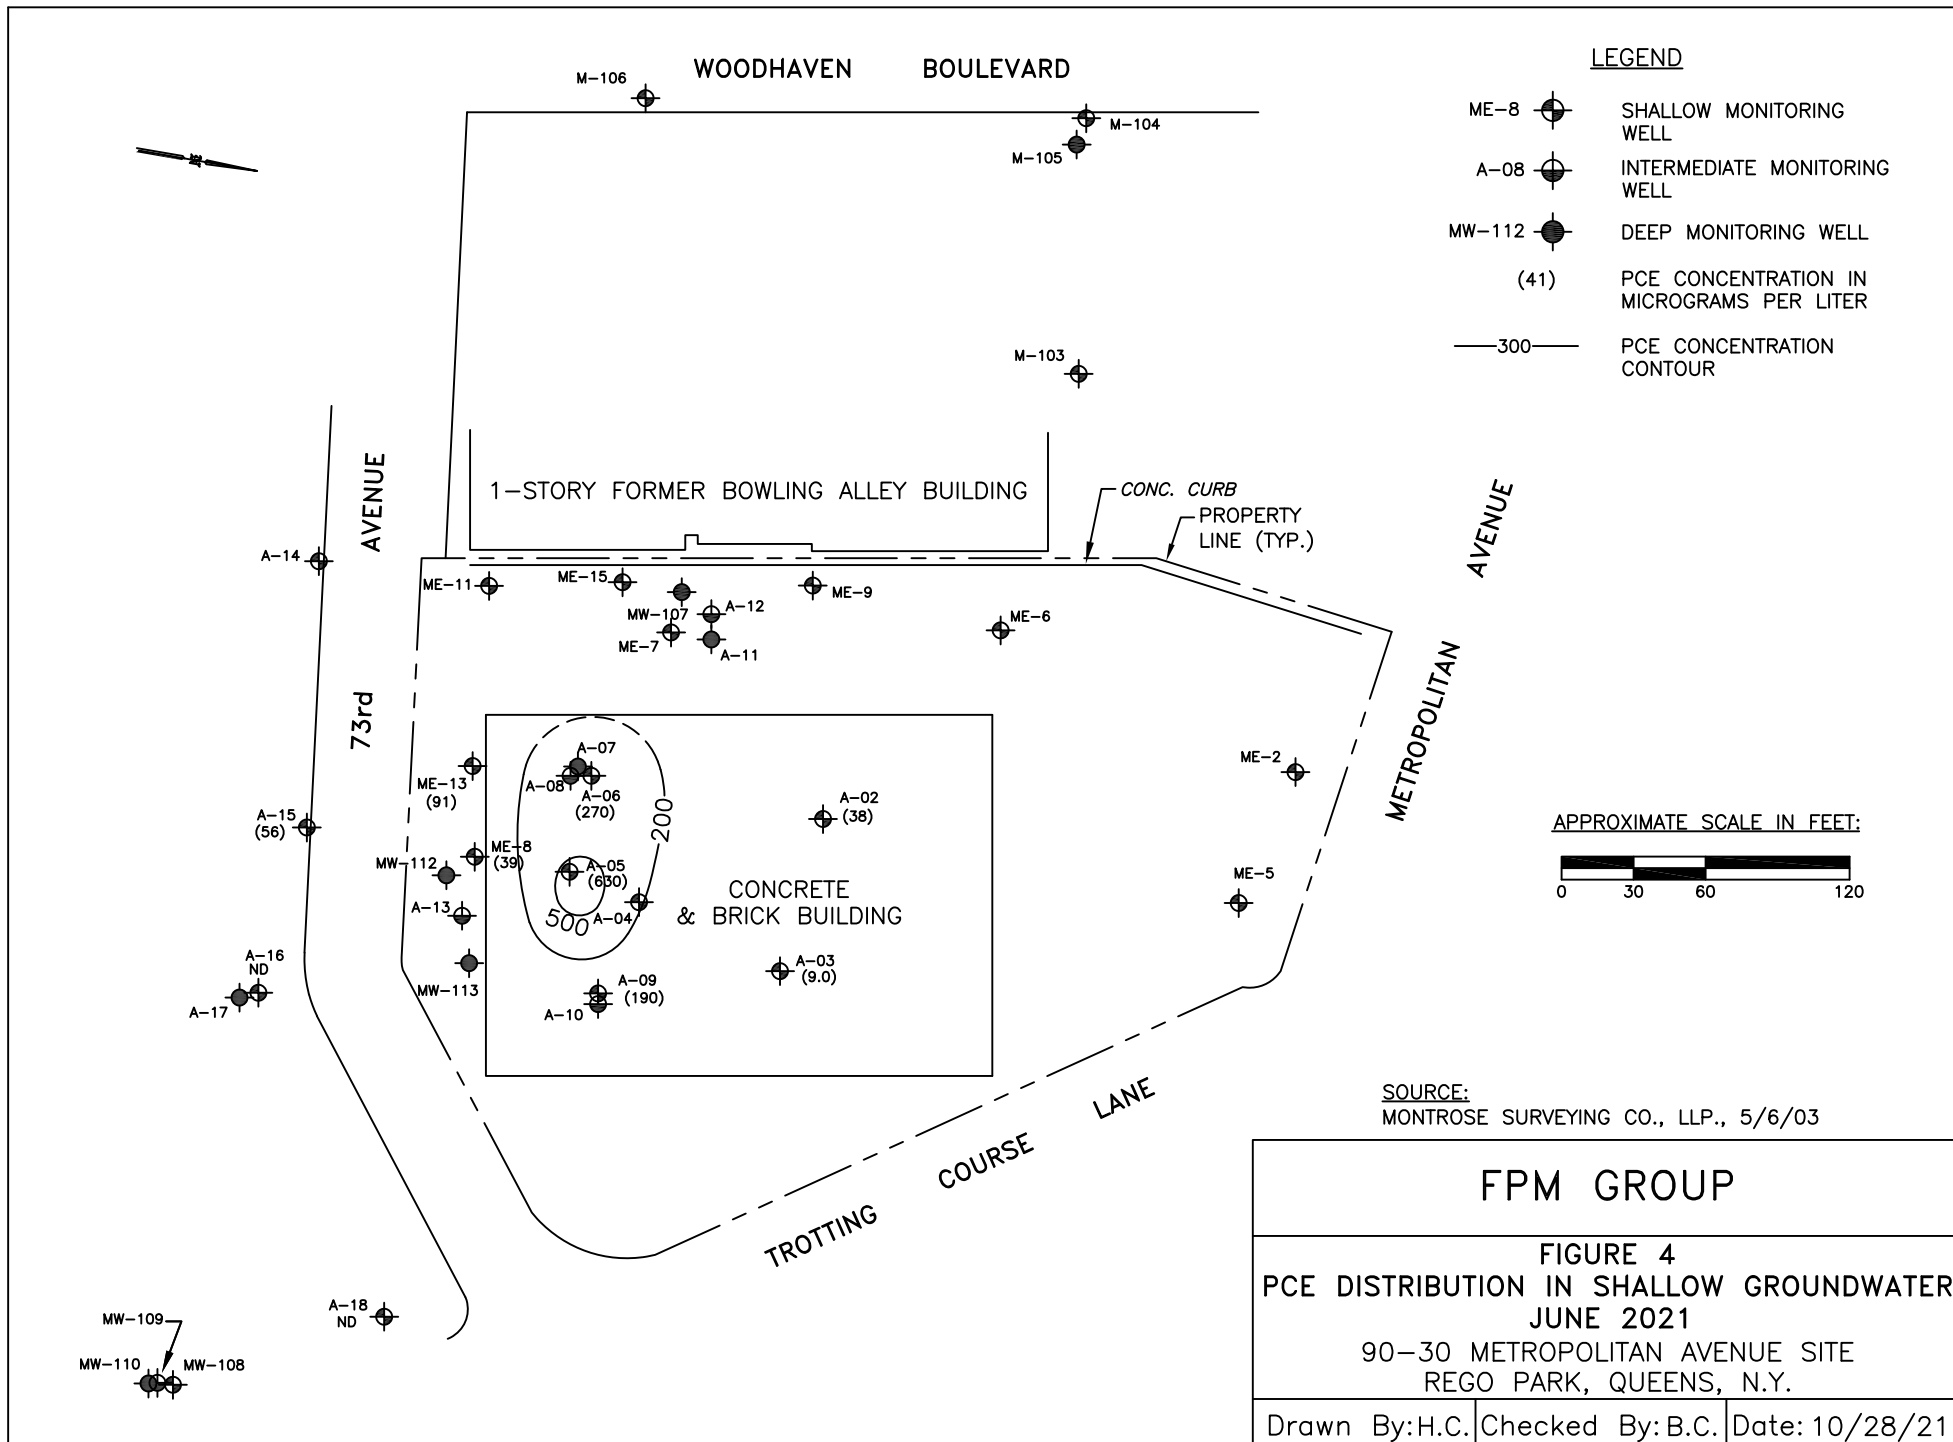 WOODHAVEN BOULEVARD
M-106
M-104
M-105
M-103
LEGEND
ME-8 SHALLOW MONITORING
WELL
A-08 INTERMEDIATE MONITORING
WELL
MW-112 DEEP MONITORING WELL
(41) PCE CONCENTRATION IN
MICROGRAMS PER LITER
300 PCE CONCENTRATION
CONTOUR
1-STORY FORMER BOWLING ALLEY BUILDING
CONC. CURB
PROPERTY
LINE (TYP.)
73rd AVENUE
METROPOLITAN AVENUE
A-14
ME-11
ME-15
MW-107
ME-7
A-12
A-11
ME-9
ME-6
ME-2
ME-5
A-07
A-08
A-06
(270)
ME-13
(91)
A-15
(56)
ME-8
(39)
MW-112
A-13
MW-113
A-05
(630)
A-04
200
500
A-02
(38)
CONCRETE
& BRICK BUILDING
A-03
(9.0)
A-09
(190)
A-10
A-16
ND
A-17
A-18
ND
MW-109
MW-110
MW-108
TROTTING COURSE LANE
APPROXIMATE SCALE IN FEET:
0 30 60 120
SOURCE:
MONTROSE SURVEYING CO., LLP., 5/6/03
FPM GROUP
FIGURE 4
PCE DISTRIBUTION IN SHALLOW GROUNDWATER
JUNE 2021
90-30 METROPOLITAN AVENUE SITE
REGO PARK, QUEENS, N.Y.
Drawn By: H.C. Checked By: B.C. Date: 10/28/21